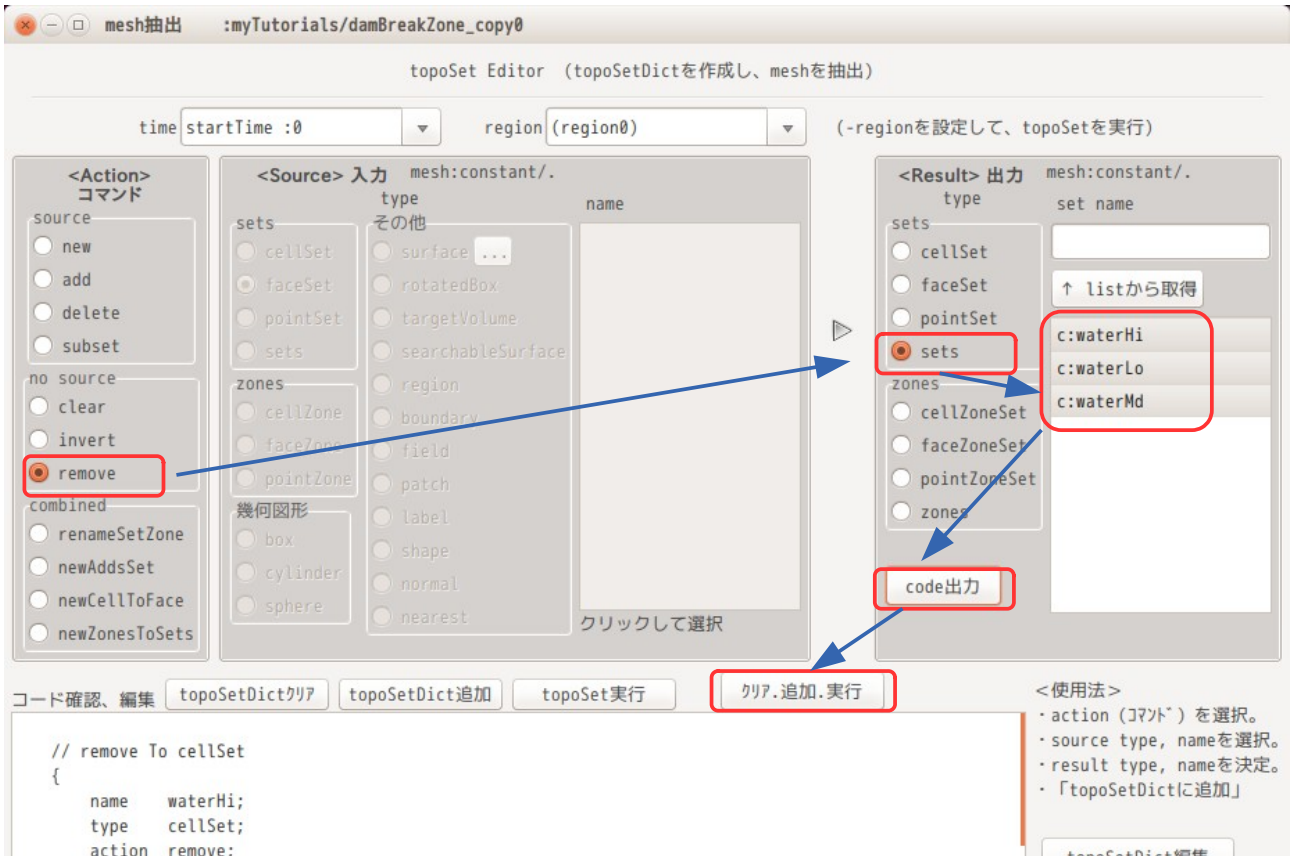 mesh抽出 :myTutorials/damBreakZone_copy0
topoSet Editor (topoSetDictを作成し、meshを抽出)
time startTime :0 region (region0) (-regionを設定して、topoSetを実行)
<Action>
コマンド
source
new
add
delete
subset
no source
clear
invert
remove
combined
renameSetZone
newAddsSet
newCellToFace
newZonesToSets
<Source> 入力 mesh:constant/.
type
name
sets
cellSet
faceSet
pointSet
sets
zones
cellZone
faceZone
pointZone
幾何図形
box
cylinder
sphere
その他
surface ...
rotatedBox
targetVolume
searchableSurface
region
boundary
field
patch
label
shape
normal
nearest
クリックして選択
<Result> 出力 mesh:constant/.
type
set name
sets
cellSet
faceSet
pointSet
sets
zones
cellZoneSet
faceZoneSet
pointZoneSet
zones
code出力
↑ listから取得
c:waterHi
c:waterLo
c:waterMd
コード確認、編集 topoSetDictｸﾘｱ topoSetDict追加 topoSet実行 ｸﾘｱ.追加.実行
// remove To cellSet
{
name waterHi;
type cellSet;
action remove;
<使用法>
・action (ｺﾏﾝﾄﾞ) を選択。
・source type, nameを選択。
・result type, nameを決定。
・「topoSetDictに追加」
topoSetDict編集